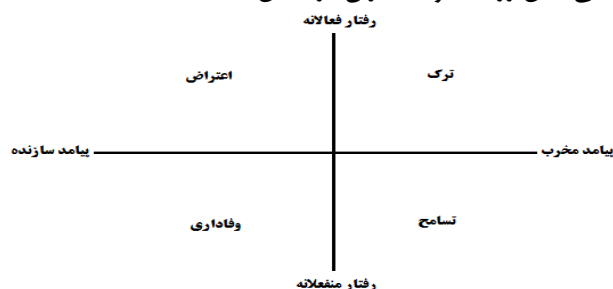 رفتار فعالانه
ترک
اعتراض
پیامد مخرب
پیامد سازنده
تسامح
وفاداری
رفتار منفعلانه